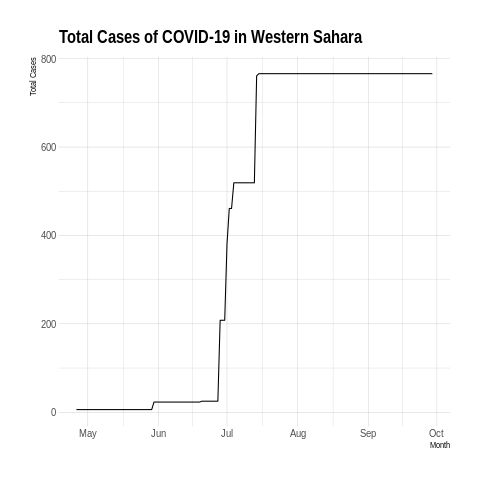 Total Cases of COVID-19 in Western Sahara
Total Cases
800
600
400
200
0
May Jun Jul Aug Sep Oct
Month